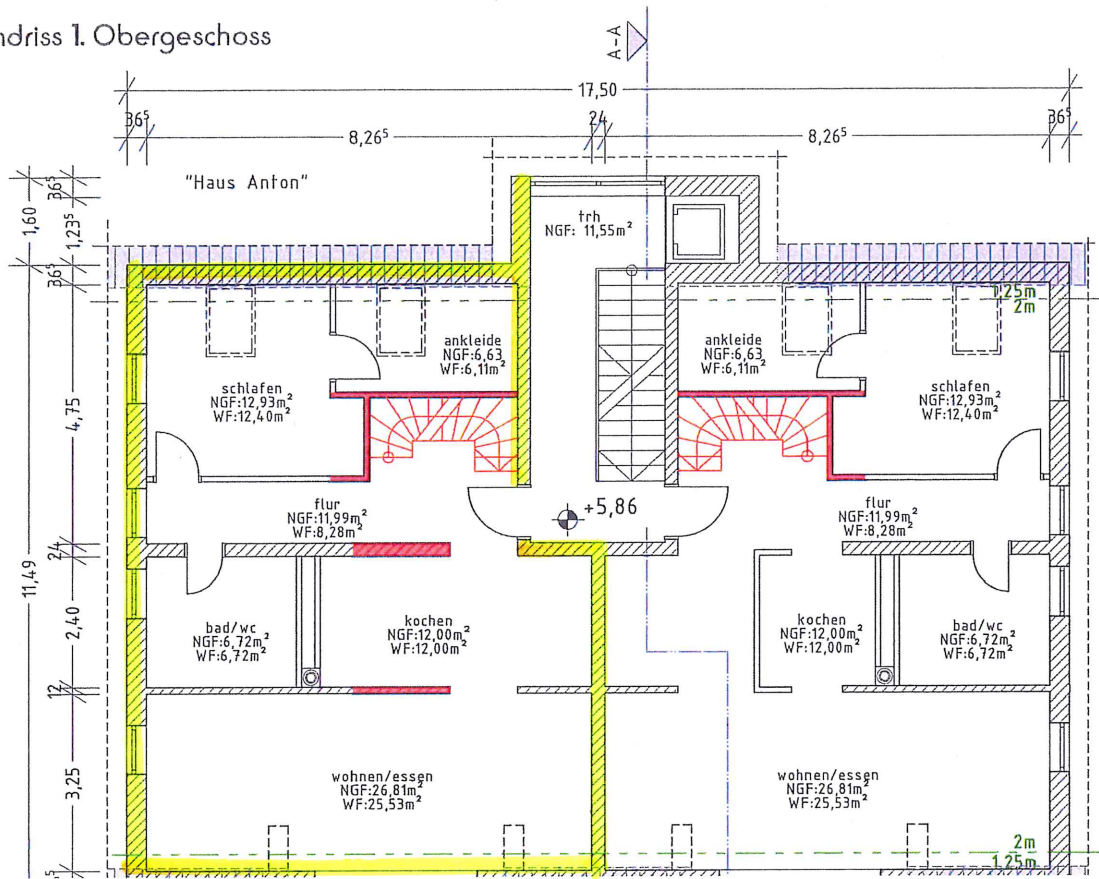 ndriss 1. Obergeschoss
A-A
17,50
36⁵
8,26⁵
24
8,26⁵
36⁵
"Haus Anton"
1,60
36⁵
1,23⁵
36⁵
trh
NGF: 11,55m²
1,25m
2m
ankleide
NGF:6,63
WF:6,11m²
ankleide
NGF:6,63
WF:6,11m²
schlafen
NGF:12,93m²
WF:12,40m²
schlafen
NGF:12,93m²
WF:12,40m²
4,75
flur
NGF:11,99m²
WF:8,28m²
+5,86
flur
NGF:11,99m²
WF:8,28m²
24
11,49
2,40
bad/wc
NGF:6,72m²
WF:6,72m²
kochen
NGF:12,00m²
WF:12,00m²
kochen
NGF:12,00m²
WF:12,00m²
bad/wc
NGF:6,72m²
WF:6,72m²
12
3,25
wohnen/essen
NGF:26,81m²
WF:25,53m²
wohnen/essen
NGF:26,81m²
WF:25,53m²
2m
1,25m